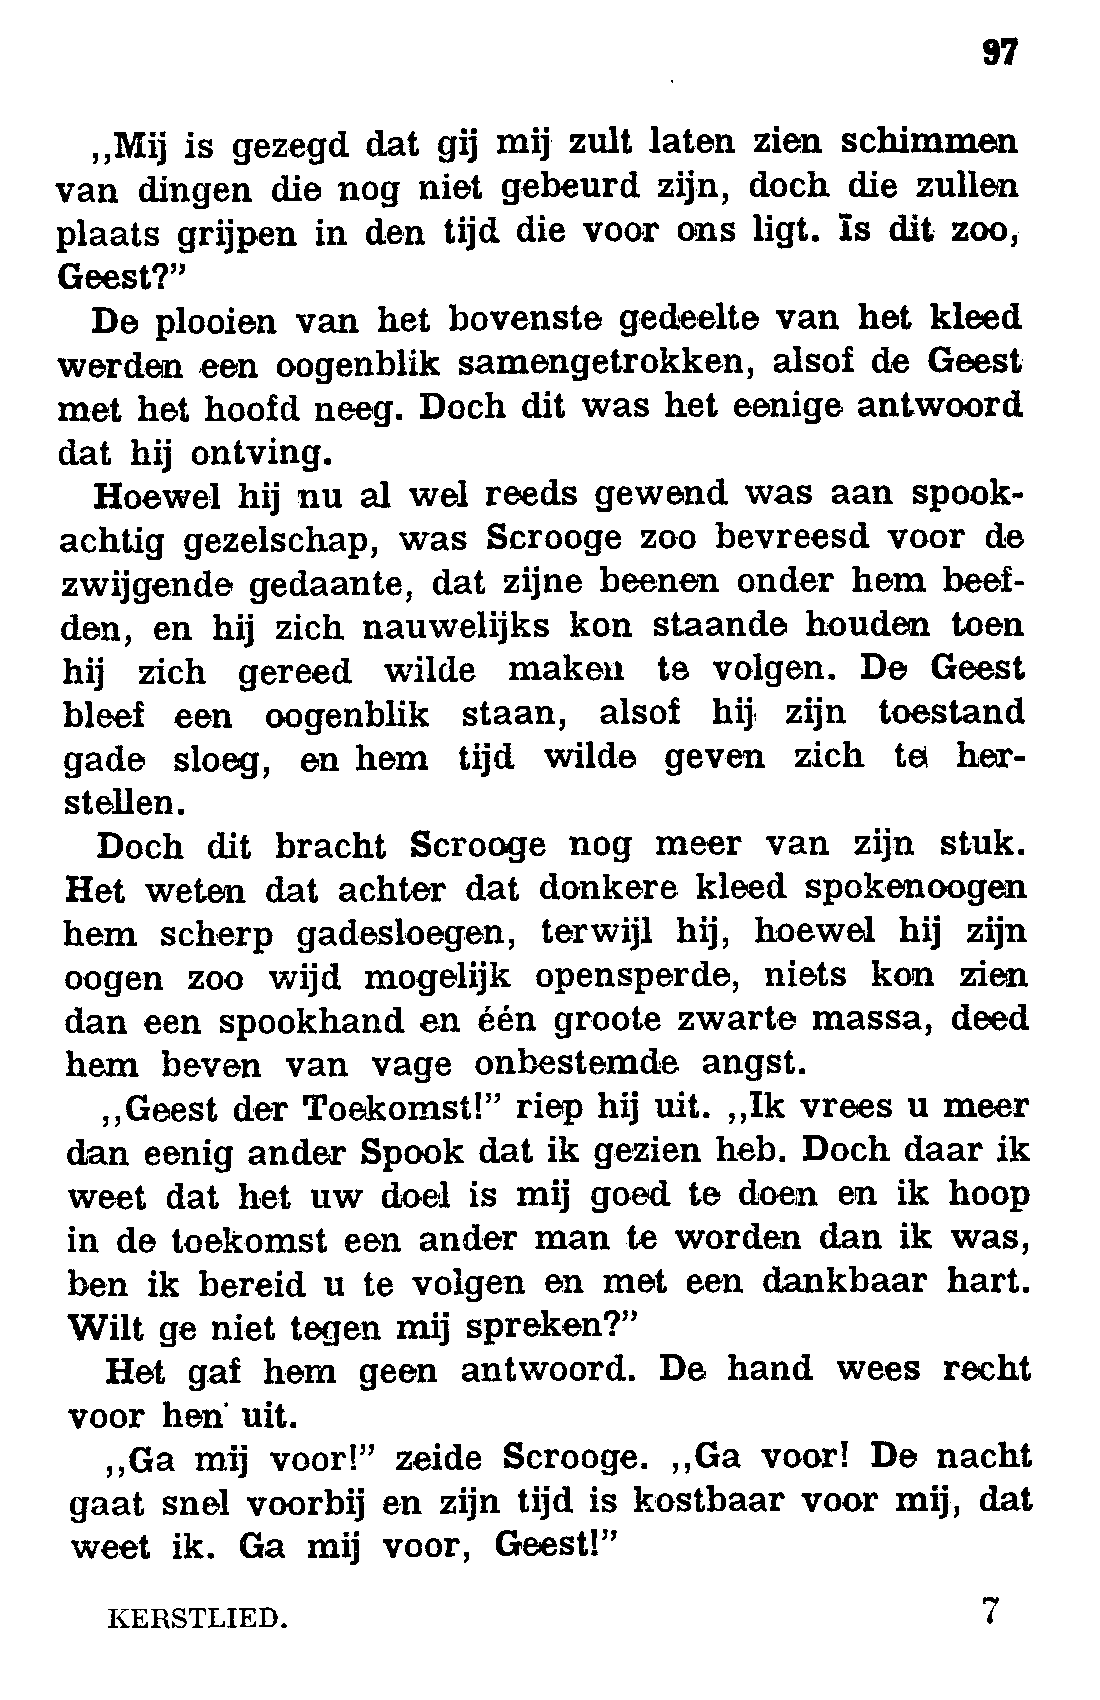 97
,,Mij is gezegd dat gij mij zult laten zien schimmen
van dingen die nog niet gebeurd zijn, doch die zullen
plaats grijpen in den tijd die voor ons ligt. Is dit zoo,
Geest?”
De plooien van het bovenste gedeelte van het kleed
werden een oogenblik samengetrokken, alsof de Geest
met het hoofd neeg. Doch dit was het eenige antwoord
dat hij ontving.
Hoewel hij nu al wel reeds gewend was aan spook-
achtig gezelschap, was Scrooge zoo bevreesd voor de
zwijgende gedaante, dat zijne beenen onder hem beef-
den, en hij zich nauwelijks kon staande houden toen
hij zich gereed wilde maken te volgen. De Geest
bleef een oogenblik staan, alsof hij zijn toestand
gade sloeg, en hem tijd wilde geven zich te her-
stellen.
Doch dit bracht Scrooge nog meer van zijn stuk.
Het weten dat achter dat donkere kleed spokenoogen
hem scherp gadesloegen, terwijl hij, hoewel hij zijn
oogen zoo wijd mogelijk opensperde, niets kon zien
dan een spookhand en één groote zwarte massa, deed
hem beven van vage onbestemde angst.
,,Geest der Toekomst!” riep hij uit. ,,Ik vrees u meer
dan eenig ander Spook dat ik gezien heb. Doch daar ik
weet dat het uw doel is mij goed te doen en ik hoop
in de toekomst een ander man te worden dan ik was,
ben ik bereid u te volgen en met een dankbaar hart.
Wilt ge niet tegen mij spreken?”
Het gaf hem geen antwoord. De hand wees recht
voor hen uit.
,,Ga mij voor!” zeide Scrooge. ,,Ga voor! De nacht
gaat snel voorbij en zijn tijd is kostbaar voor mij, dat
weet ik. Ga mij voor, Geest!”
KERSTLIED. 7